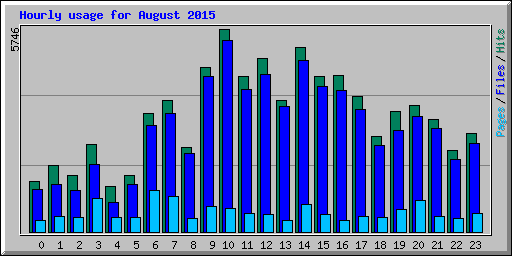 Hourly usage for August 2015
5746
Pages/Files/Hits
0 1 2 3 4 5 6 7 8 9 10 11 12 13 14 15 16 17 18 19 20 21 22 23